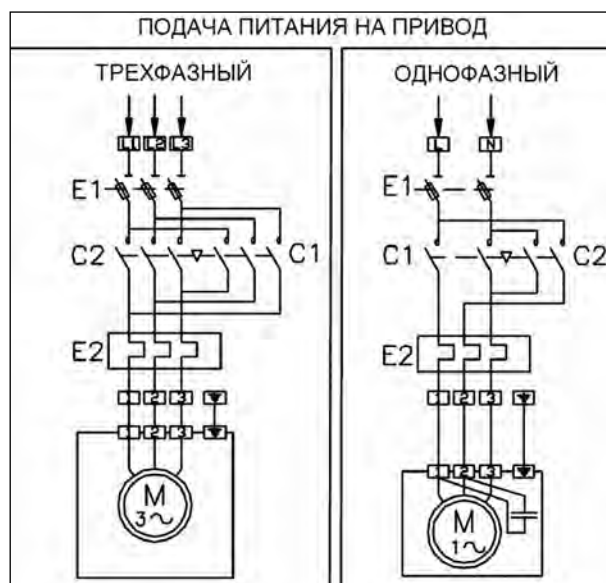 ПОДАЧА ПИТАНИЯ НА ПРИВОД
ТРЕХФАЗНЫЙ
L1 L2 L3
E1
C2 C1
E2
1 2 3
1 2 3
M
3~
ОДНОФАЗНЫЙ
L N
E1
C1 C2
E2
1 2 3
1 2 3
M
1~